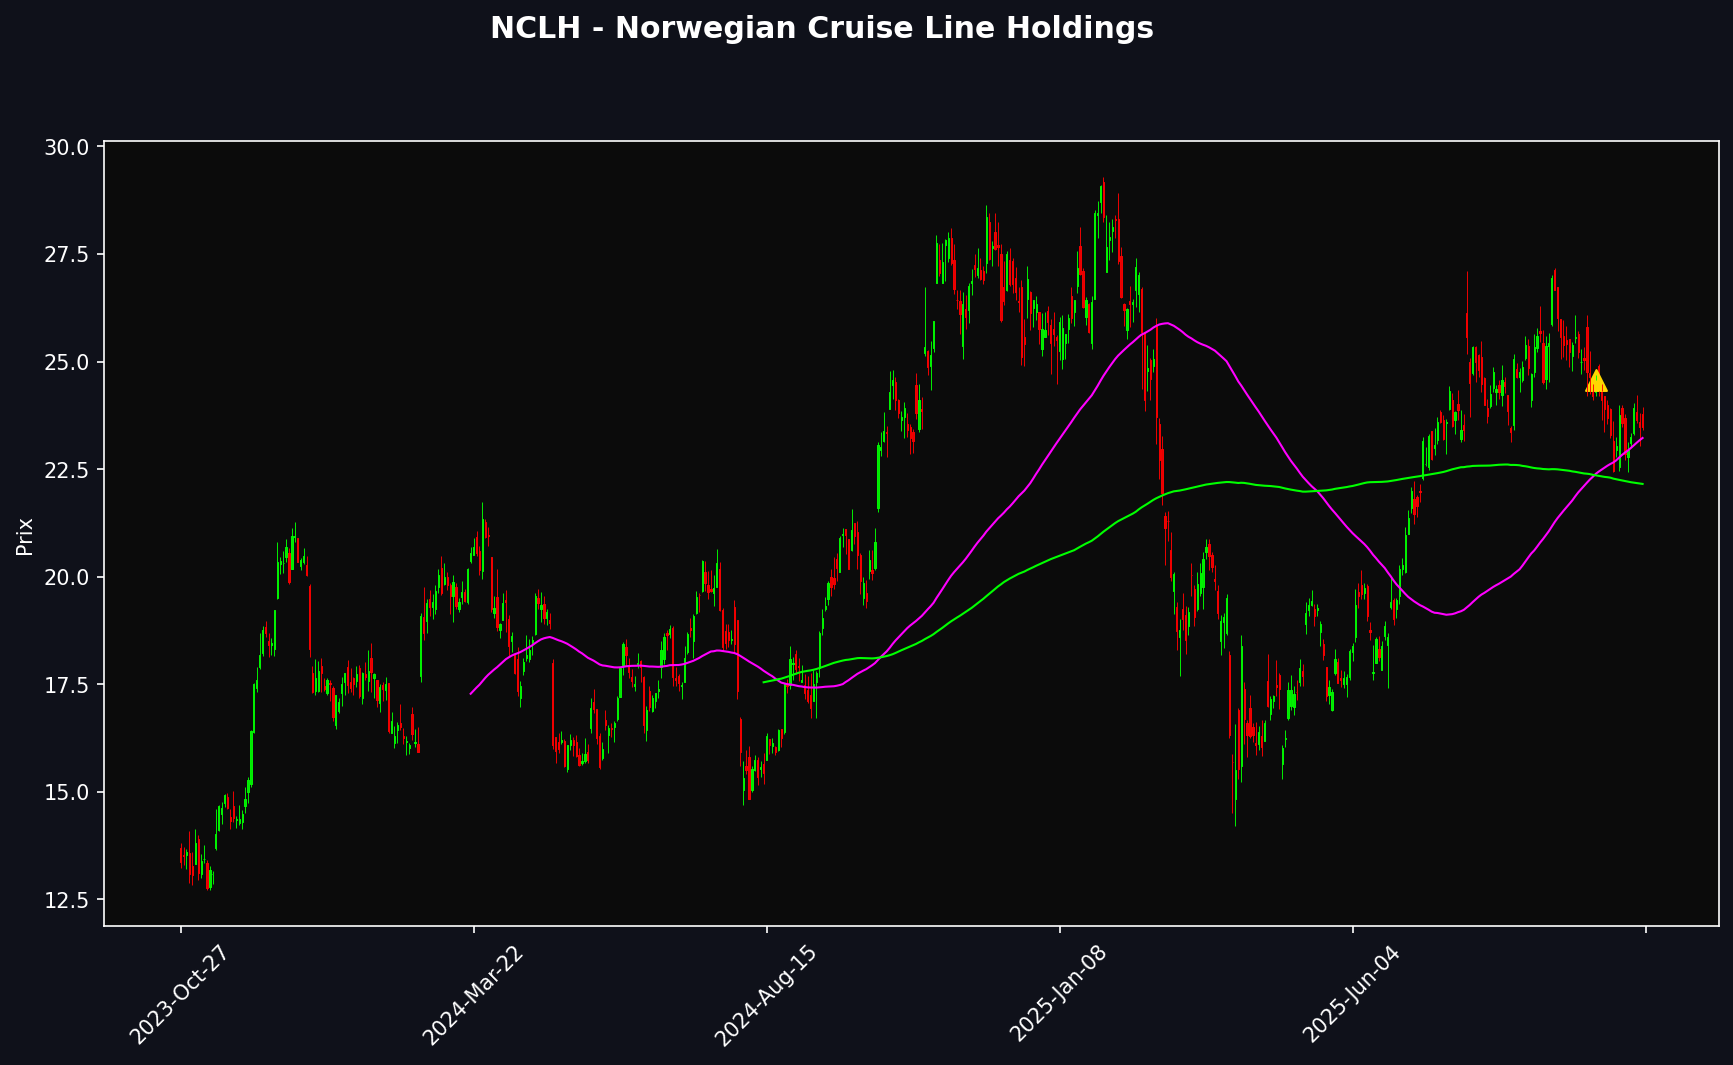 NCLH - Norwegian Cruise Line Holdings
Prix
30.0
27.5
25.0
22.5
20.0
17.5
15.0
12.5
2023-Oct-27
2024-Mar-22
2024-Aug-15
2025-Jan-08
2025-Jun-04